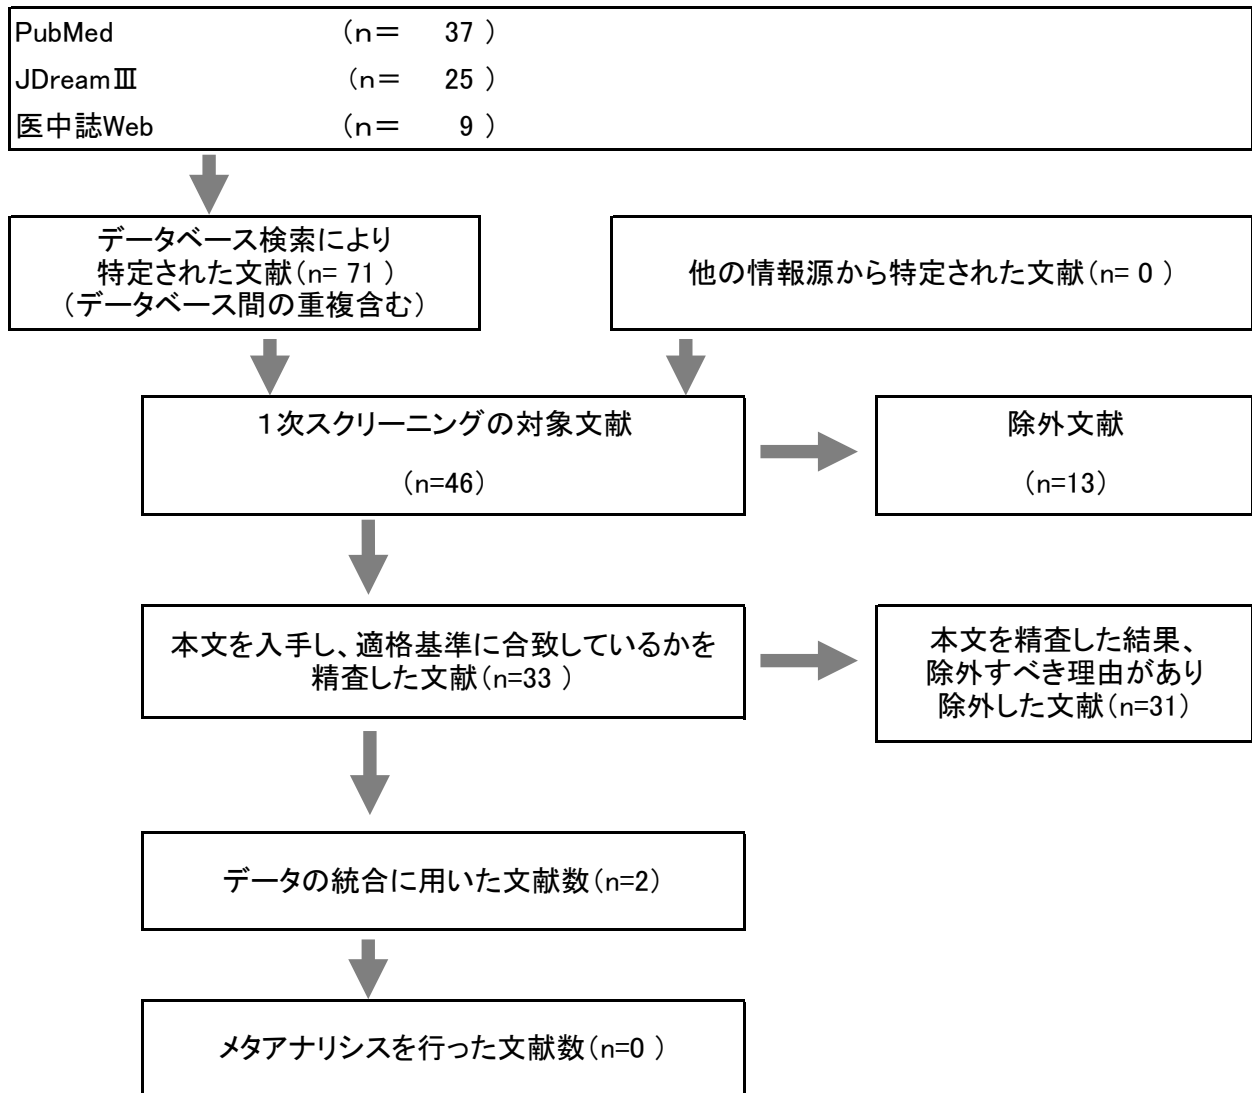 PubMed （n＝ 37 ）
JDreamⅢ （n＝ 25 ）
医中誌Web （n＝ 9 ）
データベース検索により
特定された文献（n= 71 ）
（データベース間の重複含む）
他の情報源から特定された文献（n= 0 ）
１次スクリーニングの対象文献
（n=46）
除外文献
（n=13）
本文を入手し、適格基準に合致しているかを
精査した文献（n=33 ）
本文を精査した結果、
除外すべき理由があり
除外した文献（n=31）
データの統合に用いた文献数（n=2）
メタアナリシスを行った文献数（n=0 ）